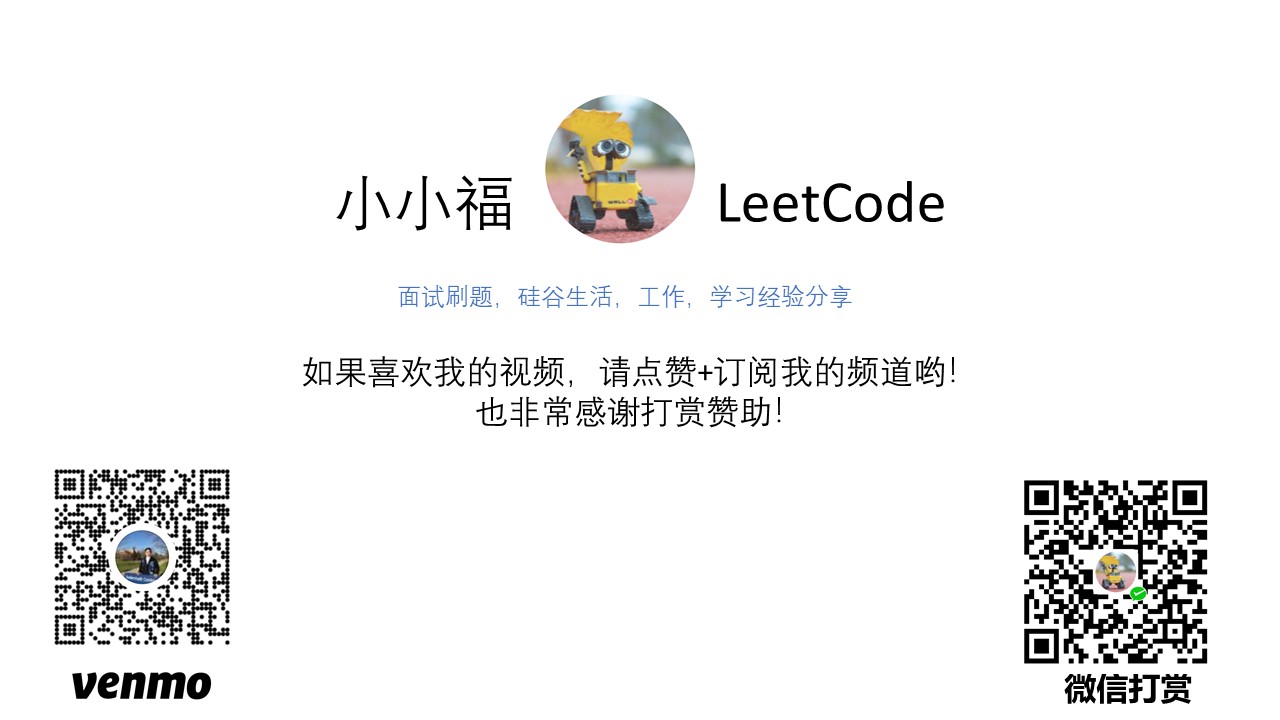 小小福 LeetCode
面试刷题，硅谷生活，工作，学习经验分享
如果喜欢我的视频，请点赞+订阅我的频道哟！
也非常感谢打赏赞助！
venmo
微信打赏